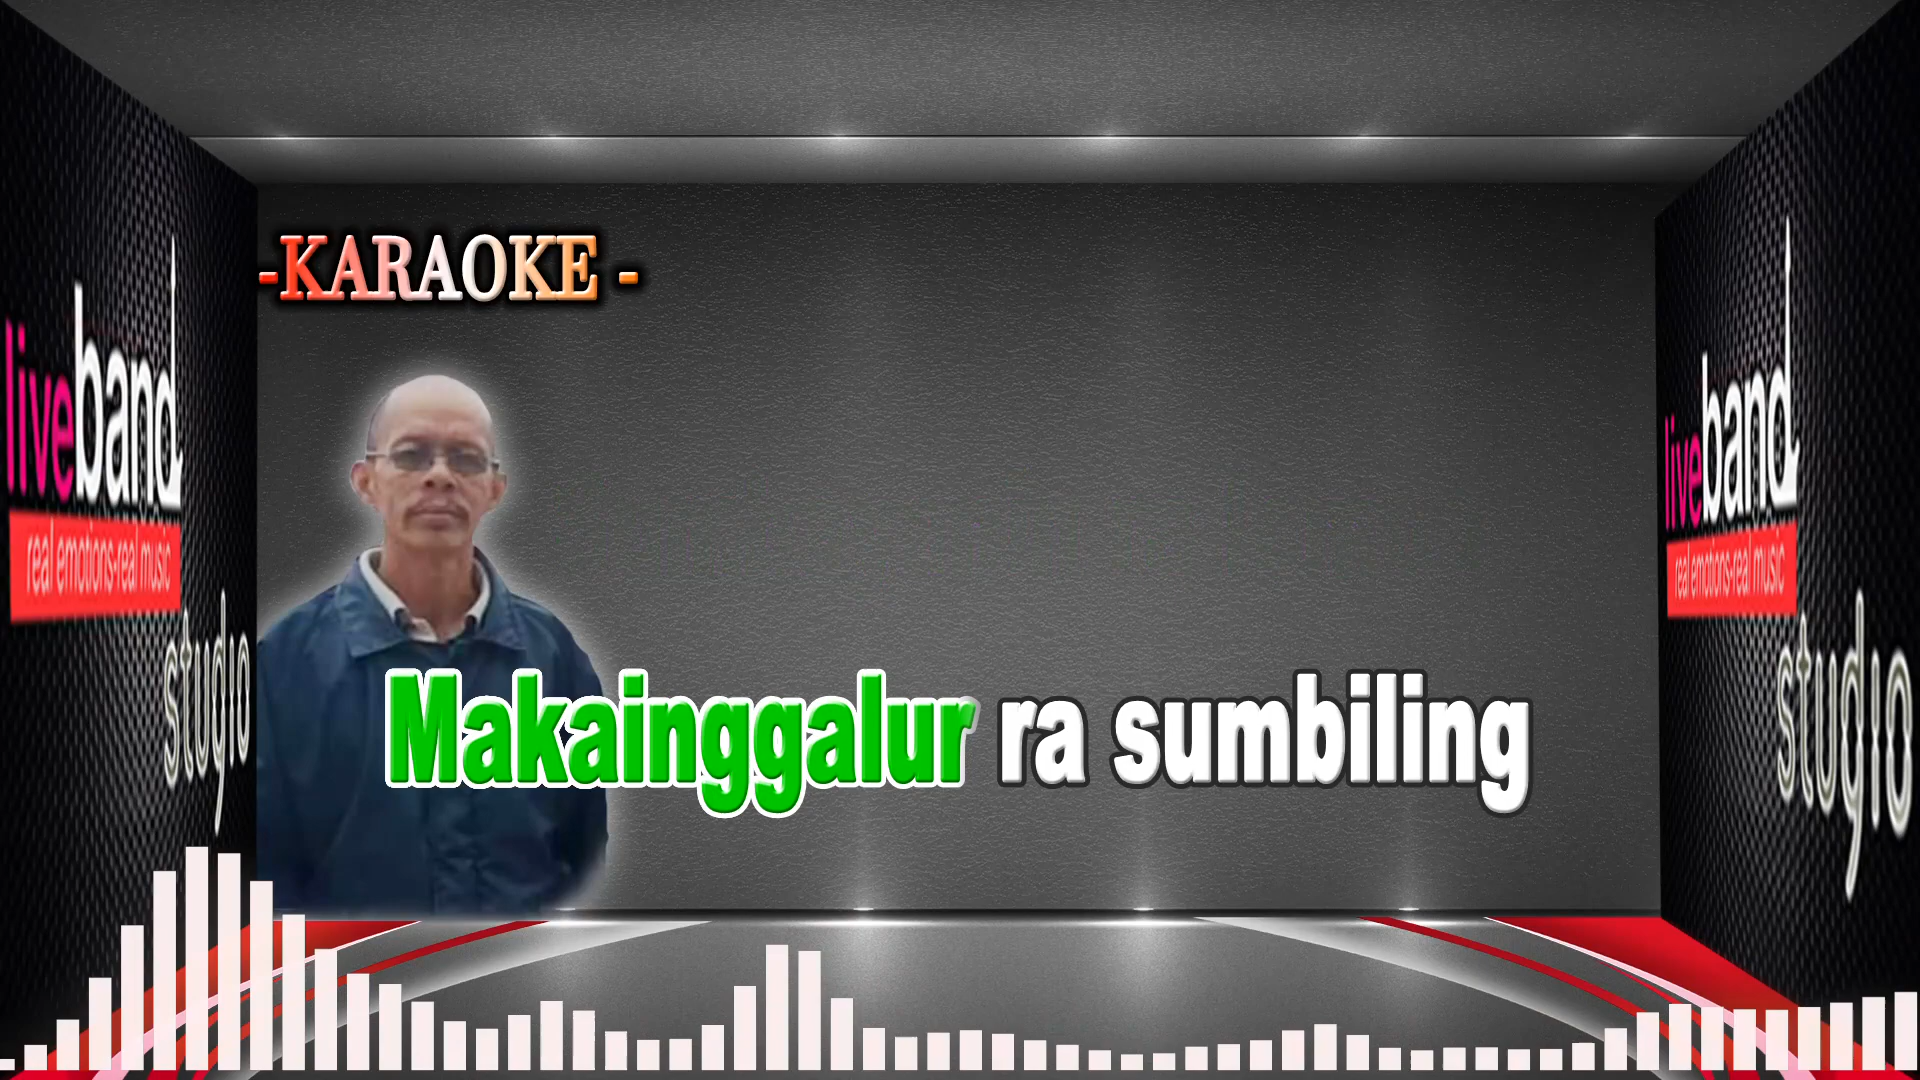 -KARAOKE -
liveband
real emotions-real music
studio
liveband
real emotions-real music
studio
Makainggalur ra sumbiling